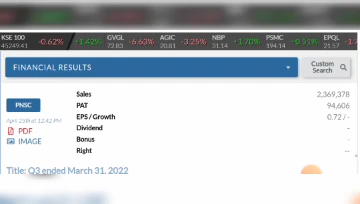 KSE 100 GVGL AGIC NBP PSMC EPQL
45249.41 -0.62% +1.42% 72.83 -6.63% 20.81 -3.25% 31.14 +1.70% 194.14 +0.91% 21.57
FINANCIAL RESULTS
Custom Search
Sales 2,369,378
PNSC
PAT 94,606
April 25th at 12:42 PM
EPS / Growth 0.72 / -
PDF
Dividend -
IMAGE
Bonus -
Right --
Title: Q3 ended March 31, 2022